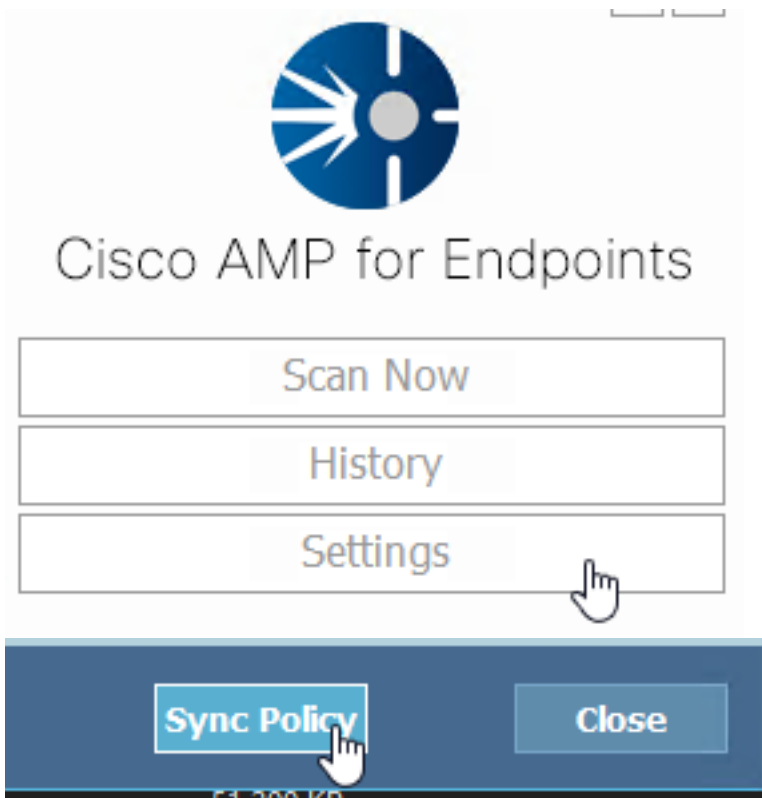 Cisco AMP for Endpoints
Scan Now
History
Settings
Sync Policy
Close